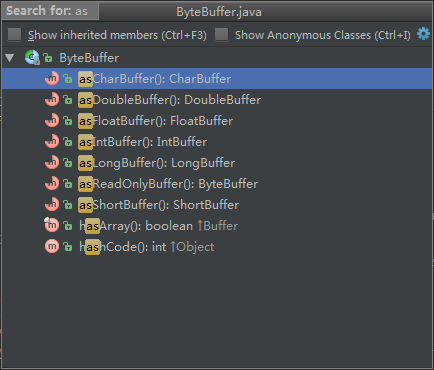 Search for: as ByteBuffer.java
Show inherited members (Ctrl+F3) Show Anonymous Classes (Ctrl+I)
ByteBuffer
asCharBuffer(): CharBuffer
asDoubleBuffer(): DoubleBuffer
asFloatBuffer(): FloatBuffer
asIntBuffer(): IntBuffer
asLongBuffer(): LongBuffer
asReadOnlyBuffer(): ByteBuffer
asShortBuffer(): ShortBuffer
hasArray(): boolean ↑Buffer
hashCode(): int ↑Object